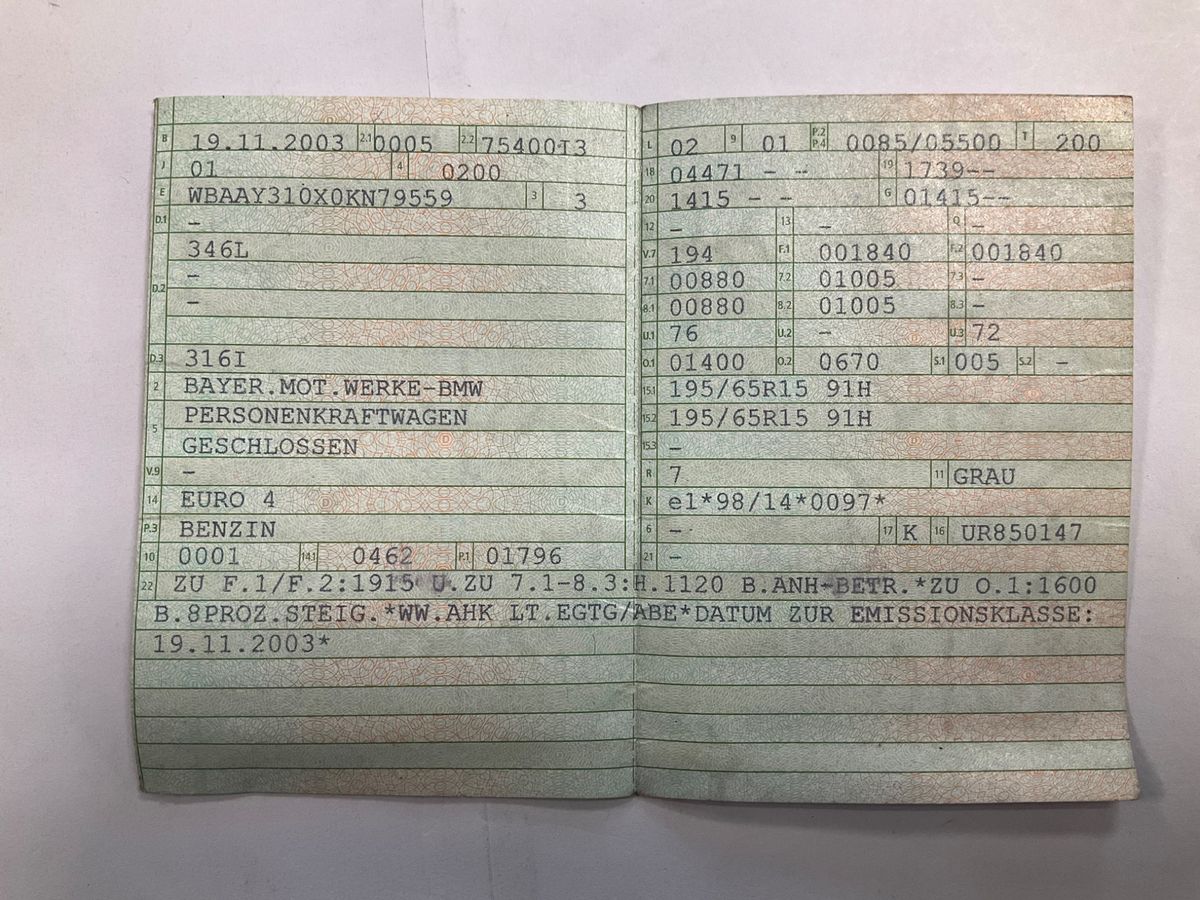 B 19.11.2003 2.1 0005 2.2 75400I3
J 01 4 0200
E WBAAY310X0KN79559 3 3
D.1 –
346L
D.2 –
–
D.3 316I
2 BAYER.MOT.WERKE-BMW
5 PERSONENKRAFTWAGEN
GESCHLOSSEN
V.9 –
14 EURO 4
P.3 BENZIN
10 0001 14.1 0462 P.1 01796
L 02 9 01 P.2 P.4 0085/05500 T 200
18 04471 – – 19 1739--
20 1415 – – G 01415--
12 – 13 – Q –
V.7 194 F.1 001840 F.2 001840
7.1 00880 7.2 01005 7.3 –
8.1 00880 8.2 01005 8.3 –
U.1 76 U.2 – U.3 72
O.1 01400 O.2 0670 S.1 005 S.2 –
15.1 195/65R15 91H
15.2 195/65R15 91H
15.3 –
R 7 11 GRAU
K e1*98/14*0097*
6 – 17 K 16 UR850147
21 –
22 ZU F.1/F.2:1915 U.ZU 7.1-8.3:H.1120 B.ANH-BETR.*ZU O.1:1600
B.8PROZ.STEIG.*WW.AHK LT.EGTG/ABE*DATUM ZUR EMISSIONSKLASSE:
19.11.2003*